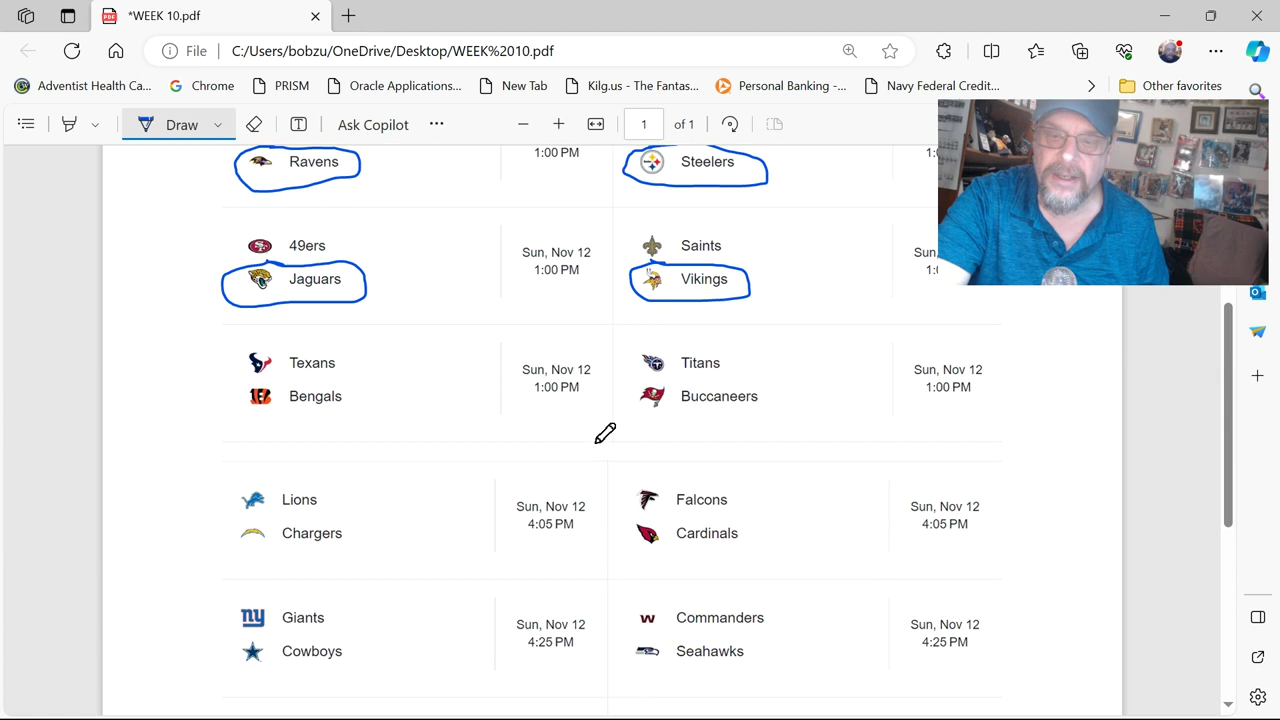 *WEEK 10.pdf
File
C:/Users/bobzu/OneDrive/Desktop/WEEK%2010.pdf
Adventist Health Ca...
Chrome
PRISM
Oracle Applications...
New Tab
Kilg.us - The Fantas...
Personal Banking -...
Navy Federal Credit...
Other favorites
Draw
Ask Copilot
1 of 1
Ravens
1:00 PM
Steelers
1:
49ers
Jaguars
Sun, Nov 12
1:00 PM
Saints
Vikings
Sun,
1:
Texans
Bengals
Sun, Nov 12
1:00 PM
Titans
Buccaneers
Sun, Nov 12
1:00 PM
Lions
Chargers
Sun, Nov 12
4:05 PM
Falcons
Cardinals
Sun, Nov 12
4:05 PM
ny Giants
Cowboys
Sun, Nov 12
4:25 PM
W Commanders
Seahawks
Sun, Nov 12
4:25 PM